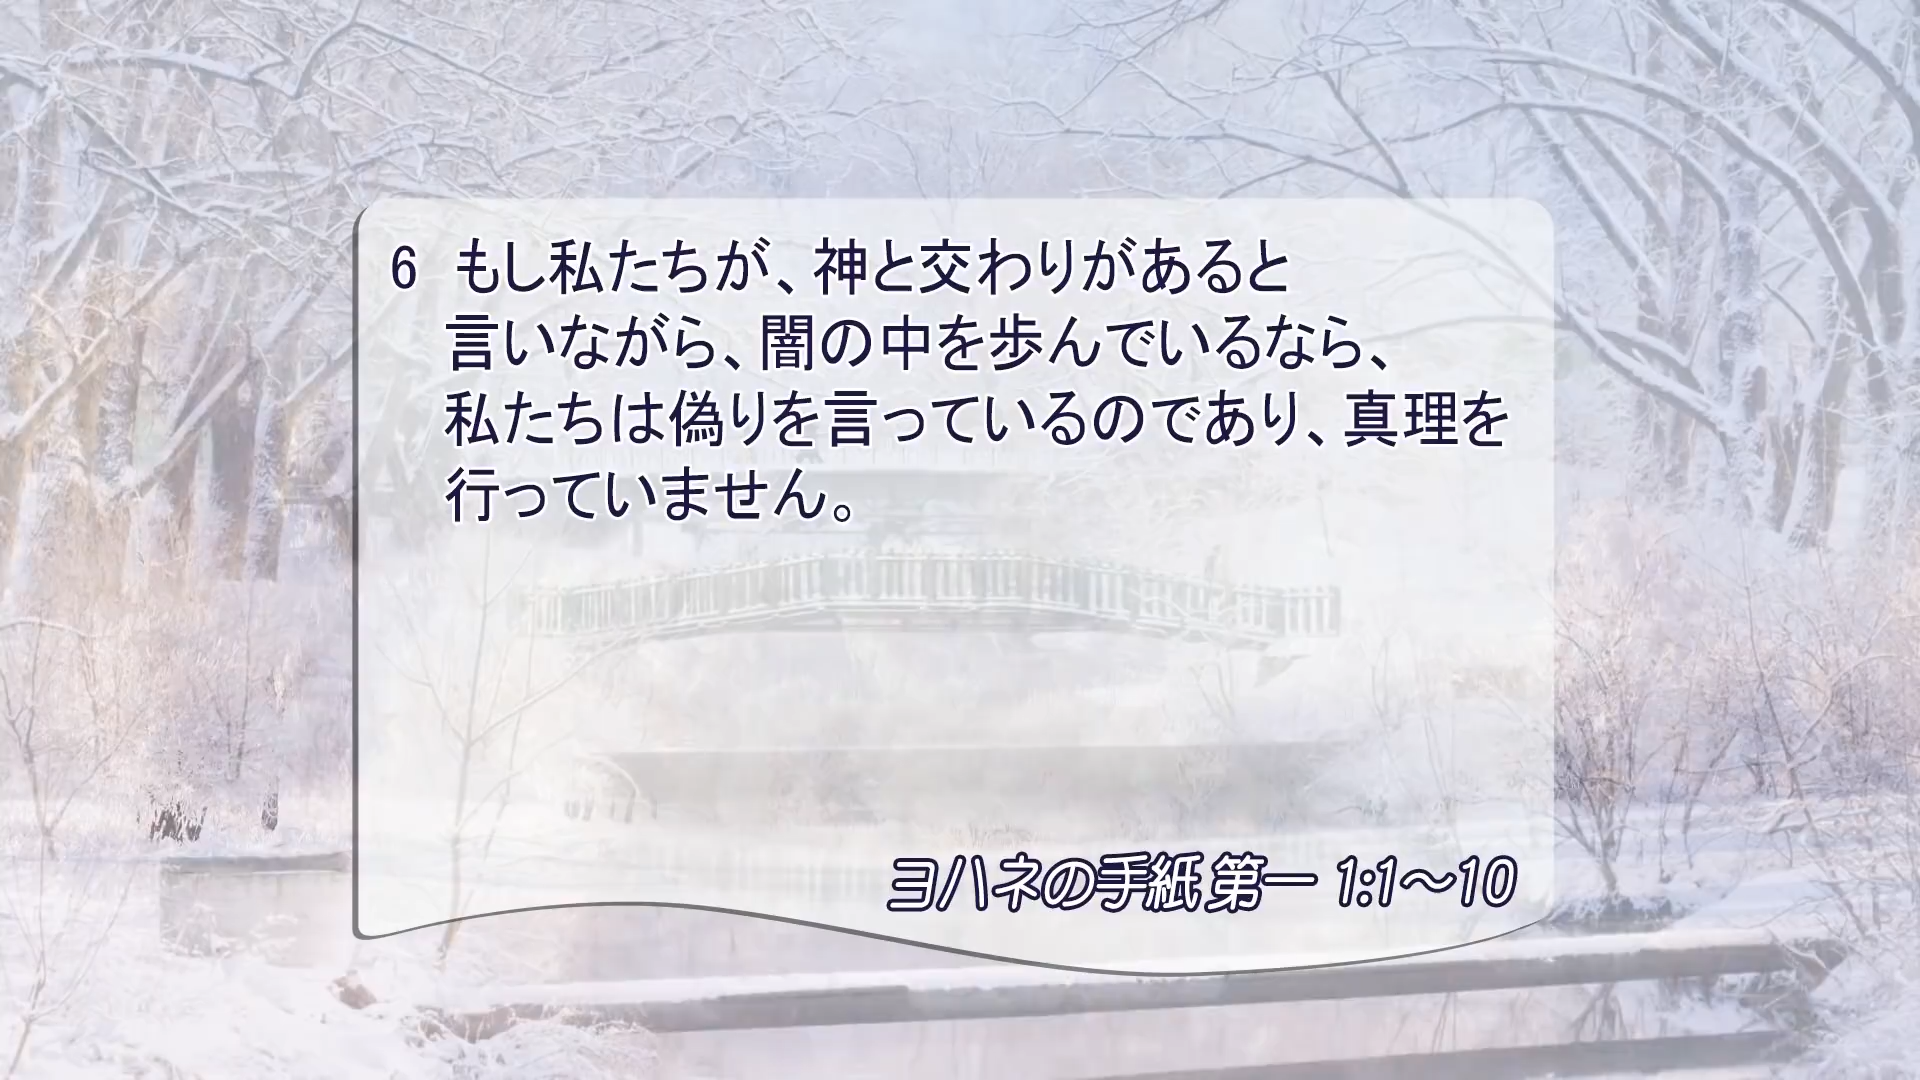 6 もし私たちが、神と交わりがあると
言いながら、闇の中を歩んでいるなら、
私たちは偽りを言っているのであり、真理を
行っていません。
ヨハネの手紙 第一 1:1〜10